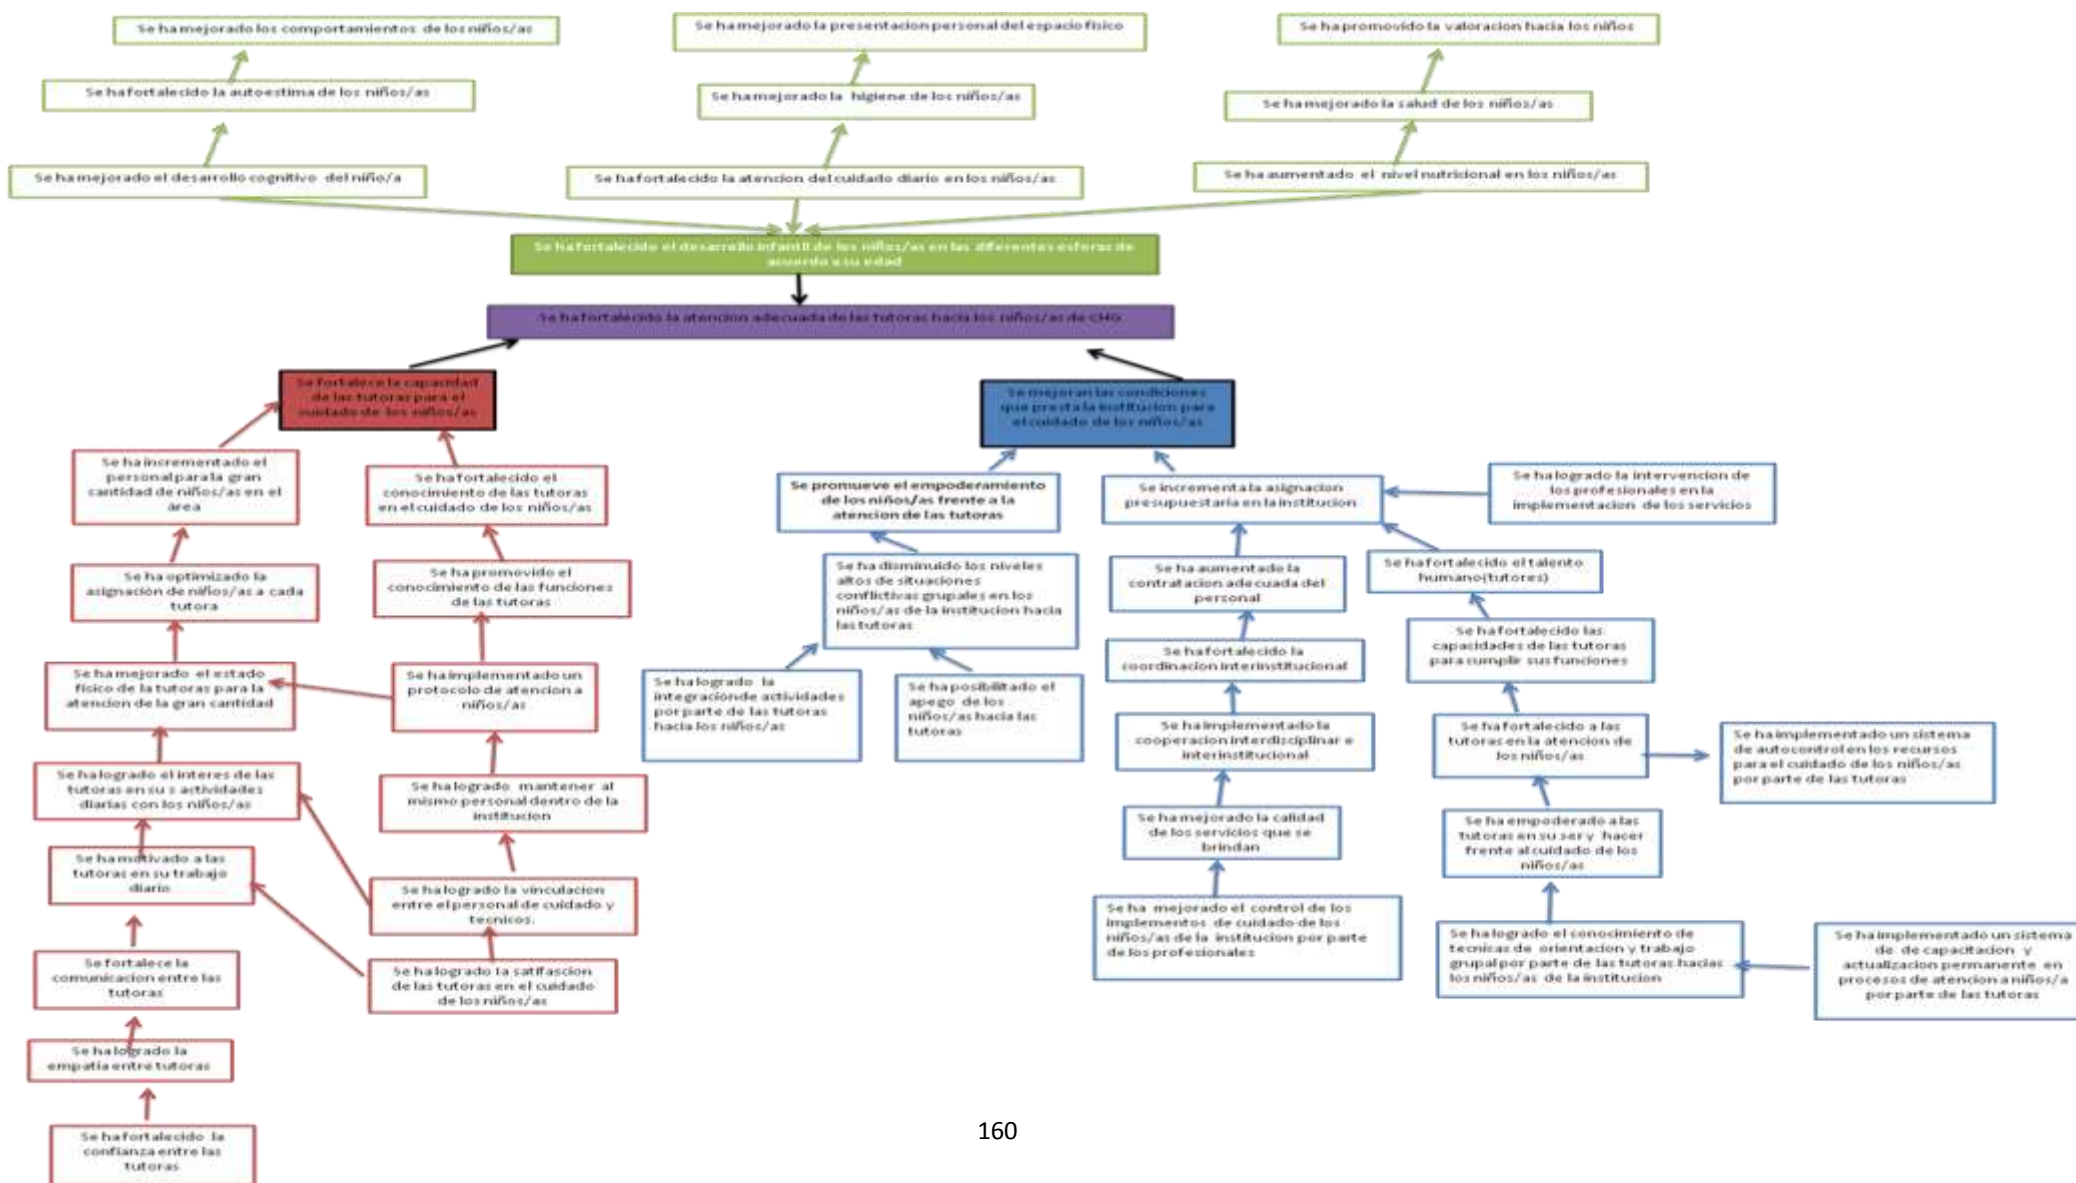 Se ha mejorado los comportamientos de los niños/as
Se ha mejorado la presentacion personal del espacio fisico
Se ha promovido la valoracion hacia los niños
Se ha fortalecido la autoestima de los niños/as
Se ha mejorado la higiene de los niños/as
Se ha mejorado la salud de los niños/as
Se ha mejorado el desarrollo cognitivo del niño/a
Se ha fortalecido la atencion del cuidado diario en los niños/as
Se ha aumentado el nivel nutricional en los niños/as
Se ha fortalecido el desarrollo infantil de los niños/as en las diferentes esferas de
acuerdo a su edad
Se ha fortalecido la atencion adecuada de las tutoras hacia los niños/as de CHG
Se fortalece la capacidad
de las tutoras para el
cuidado de los niños/as
Se mejoran las condiciones
que presta la institucion para
el cuidado de los niños/as
Se ha incrementado el
personal para la gran
cantidad de niños/as en el
área
Se ha fortalecido el
conocimiento de las tutoras
en el cuidado de los niños/as
Se promueve el empoderamiento
de los niños/as frente a la
atencion de las tutoras
Se incrementa la asignacion
presupuestaria en la institucion
Se ha logrado la intervencion de
los profesionales en la
implementacion de los servicios
Se ha optimizado la
asignación de niños/as a cada
tutora
Se ha promovido el
conocimiento de las funciones
de las tutoras
Se ha disminuido los niveles
altos de situaciones
conflictivas grupales en los
niños/as de la institucion hacia
las tutoras
Se ha aumentado la
contratacion adecuada del
personal
Se ha fortalecido el talento
humano(tutores)
Se ha mejorado el estado
fisico de la tutoras para la
atencion de la gran cantidad
Se ha implementado un
protocolo de atencion a
niños/as
Se ha logrado la
integracionde actividades
por parte de las tutoras
hacia los niños/as
Se ha posibilitado el
apego de los
niños/as hacia las
tutoras
Se ha fortalecido la
coordinacion interinstitucional
Se ha fortalecido las
capacidades de las tutoras
para cumplir sus funciones
Se ha logrado el interes de las
tutoras en su s actividades
diarias con los niños/as
Se ha logrado mantener al
mismo personal dentro de la
institucion
Se ha implementado la
cooperacion interdisciplinar e
interinstitucional
Se ha fortalecido a las
tutoras en la atencion de
los niños/as
Se ha implementado un sistema
de autocontrol en los recursos
para el cuidado de los niños/as
por parte de las tutoras
Se ha motivado a las
tutoras en su trabajo
diario
Se ha logrado la vinculacion
entre el personal de cuidado y
tecnicos.
Se ha mejorado la calidad
de los servicios que se
brindan
Se ha empoderado a las
tutoras en su ser y hacer
frente al cuidado de los
niños/as
Se fortalece la
comunicacion entre las
tutoras
Se ha logrado la satifascion
de las tutoras en el cuidado
de los niños/as
Se ha mejorado el control de los
implementos de cuidado de los
niños/as de la institucion por parte
de los profesionales
Se ha logrado el conocimiento de
tecnicas de orientacion y trabajo
grupal por parte de las tutoras hacias
los niños/as de la institucion
Se ha implementado un sistema
de de capacitacion y
actualizacion permanente en
procesos de atencion a niños/a
por parte de las tutoras
Se ha logrado la
empatia entre tutoras
Se ha fortalecido la
confianza entre las
tutoras
160